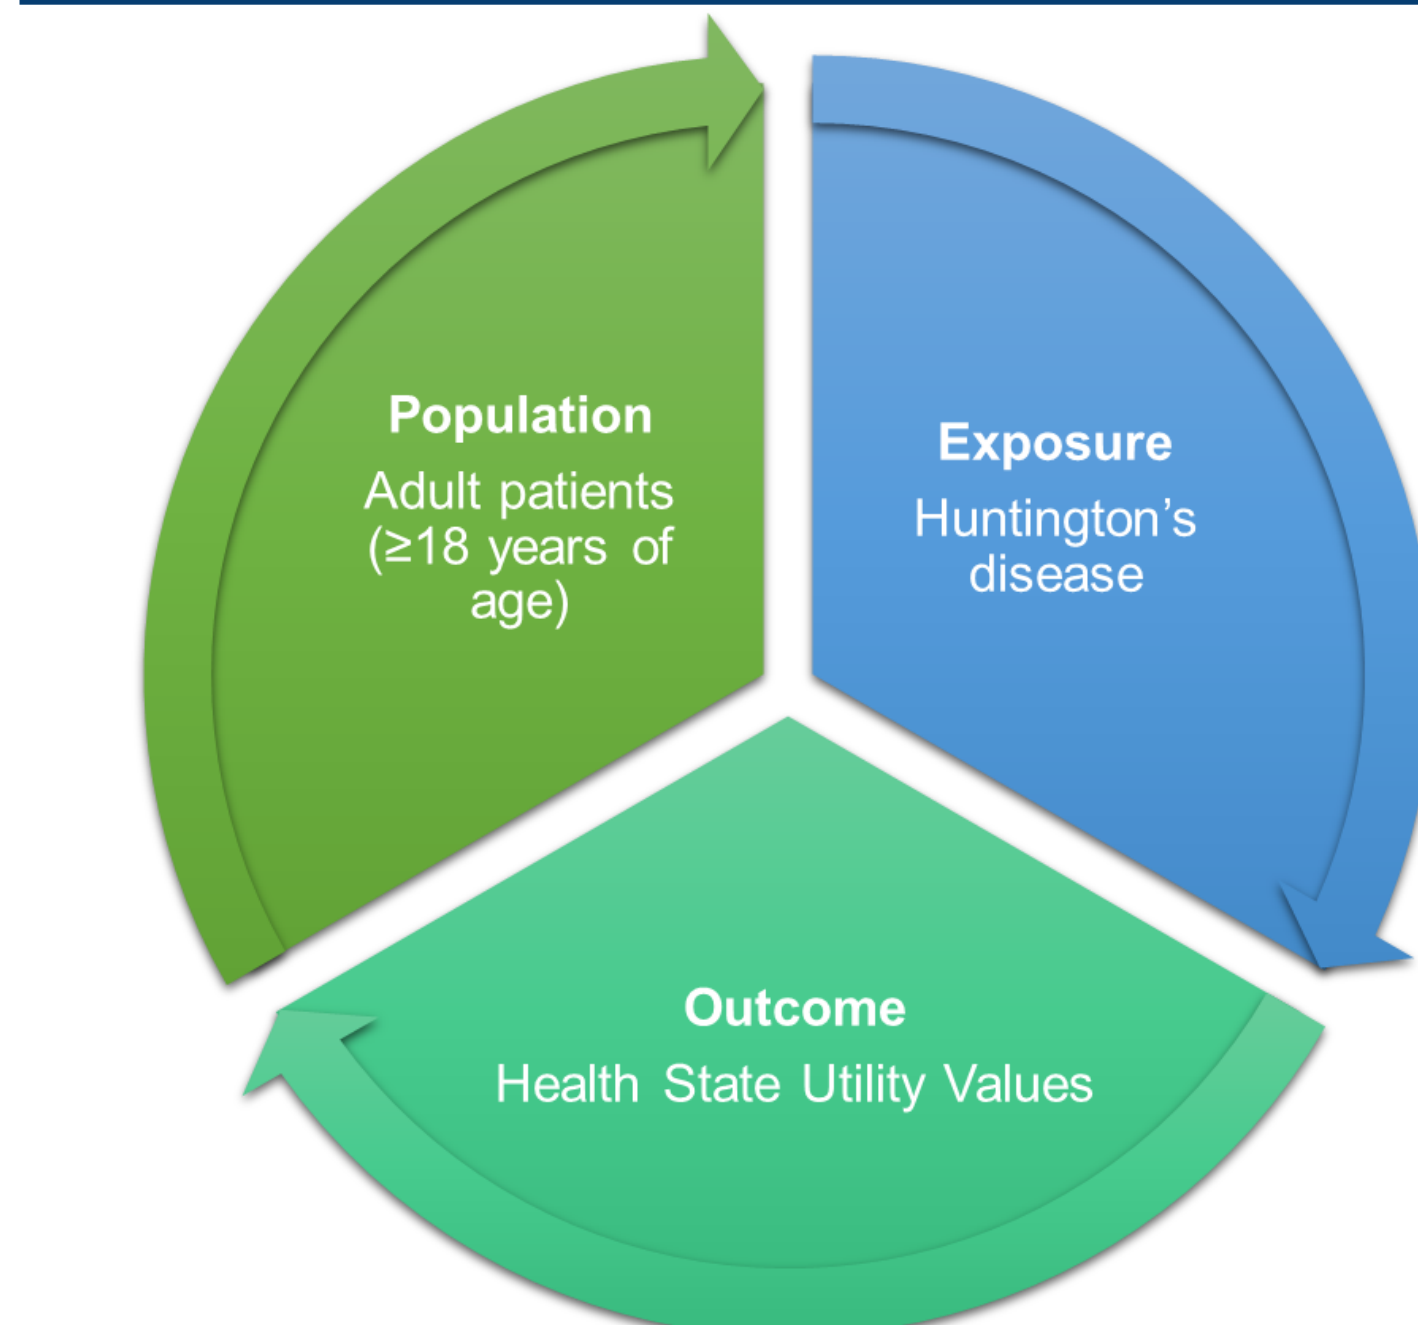 Population
Adult patients
(≥18 years of
age)
Exposure
Huntington’s
disease
Outcome
Health State Utility Values